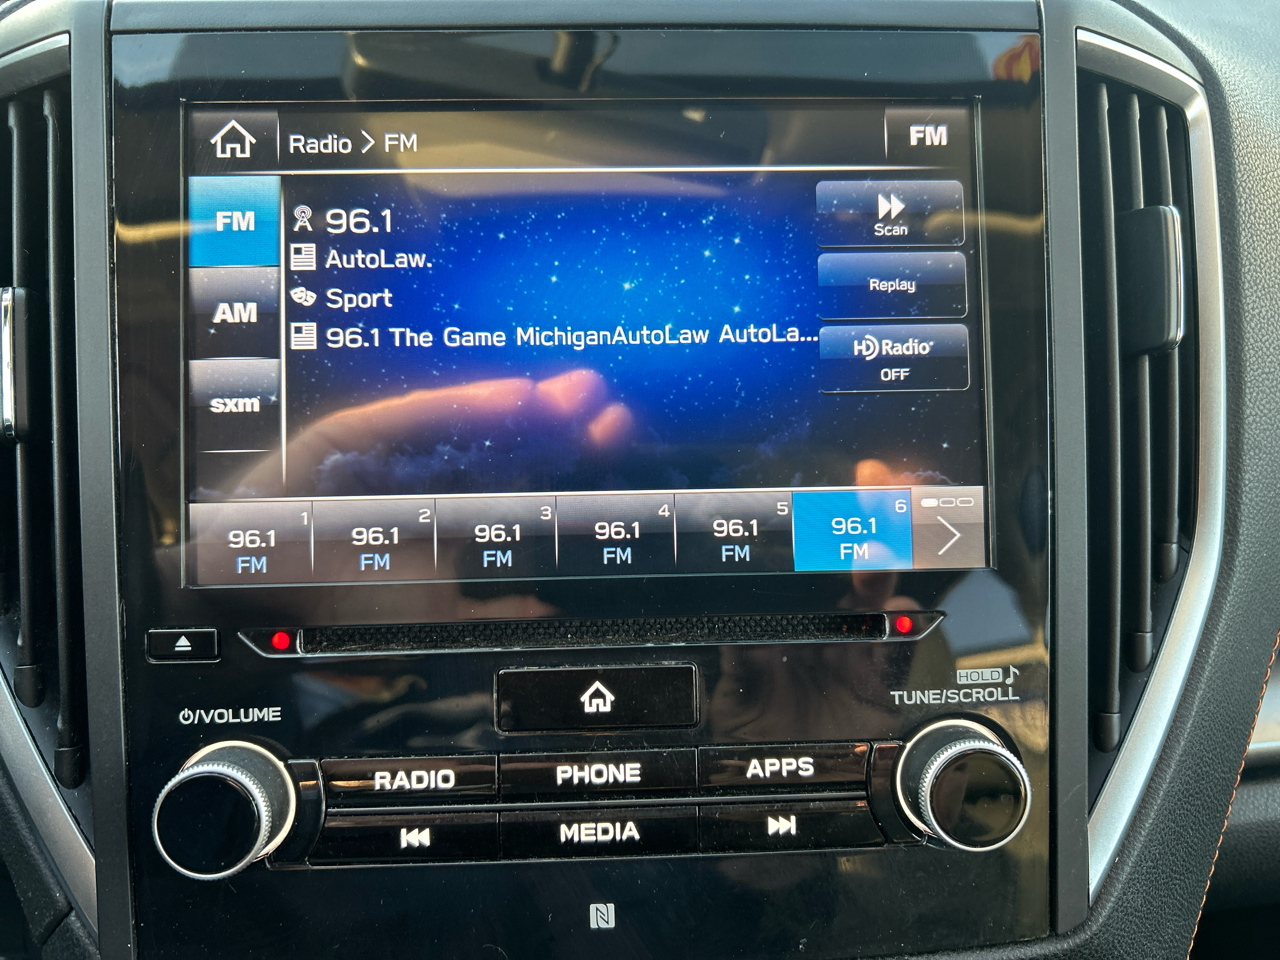 Radio > FM
FM
FM
AM
sxm
96.1
AutoLaw.
Sport
96.1 The Game MichiganAutoLaw AutoLa...
Scan
Replay
HD Radio
OFF
1
96.1
FM
2
96.1
FM
3
96.1
FM
4
96.1
FM
5
96.1
FM
6
96.1
FM
HOLD
TUNE/SCROLL
/VOLUME
RADIO
PHONE
APPS
MEDIA
N